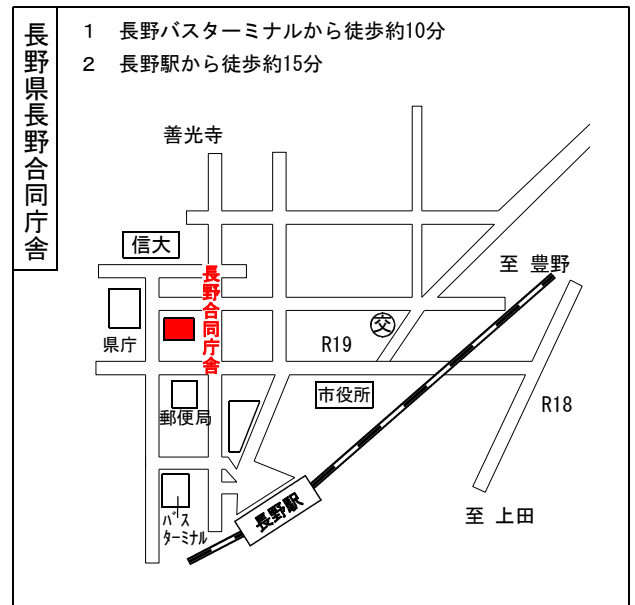 長野県長野合同庁舎
1 長野バスターミナルから徒歩約10分
2 長野駅から徒歩約15分
善光寺
信大
至 豊野
長野合同庁舎
県庁
交
R19
市役所
郵便局
R18
長野駅
バス
ターミナル
至 上田